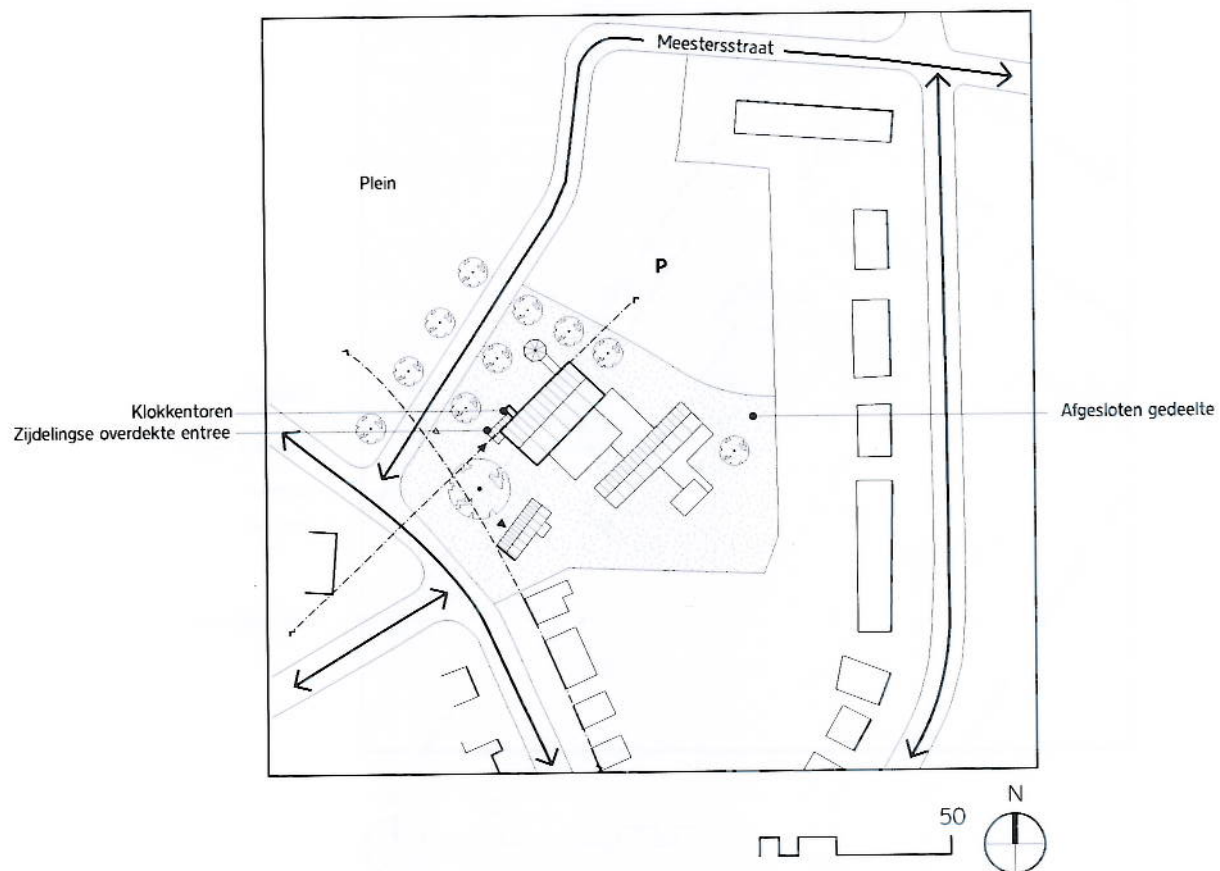 Meestersstraat
Plein
P
Klokkentoren
Zijdelingse overdekte entree
Afgesloten gedeelte
50
N